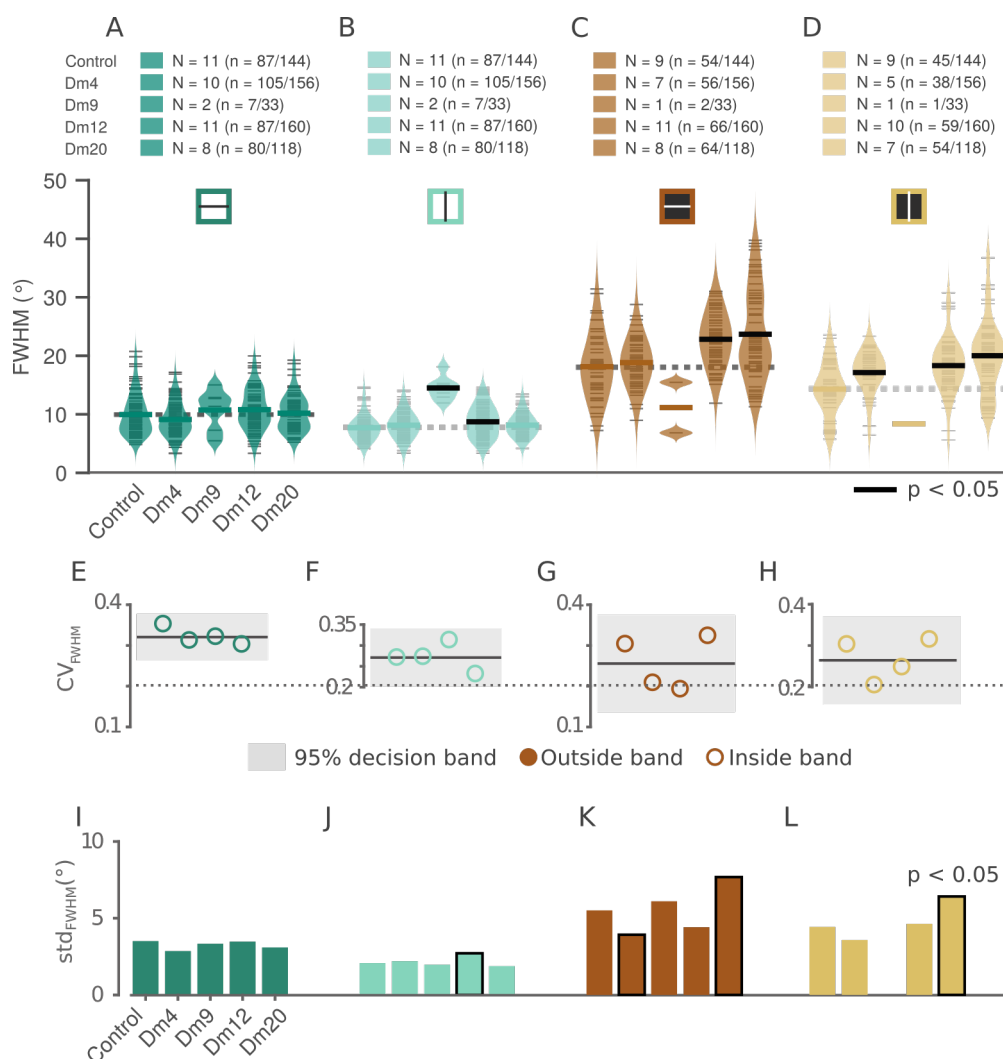 A B C D
Control N = 11 (n = 87/144) N = 11 (n = 87/144) N = 9 (n = 54/144) N = 9 (n = 45/144)
Dm4 N = 10 (n = 105/156) N = 10 (n = 105/156) N = 7 (n = 56/156) N = 5 (n = 38/156)
Dm9 N = 2 (n = 7/33) N = 2 (n = 7/33) N = 1 (n = 2/33) N = 1 (n = 1/33)
Dm12 N = 11 (n = 87/160) N = 11 (n = 87/160) N = 11 (n = 66/160) N = 10 (n = 59/160)
Dm20 N = 8 (n = 80/118) N = 8 (n = 80/118) N = 8 (n = 64/118) N = 7 (n = 54/118)
FWHM (°)
50
40
30
20
10
0
Control Dm4 Dm9 Dm12 Dm20
p < 0.05
E F G H
CV FWHM
0.4 0.35 0.4 0.4
0.1 0.2 0.1 0.2
95% decision band Outside band Inside band
I J K L
std FWHM (°)
10
5
0
p < 0.05
Control Dm4 Dm9 Dm12 Dm20